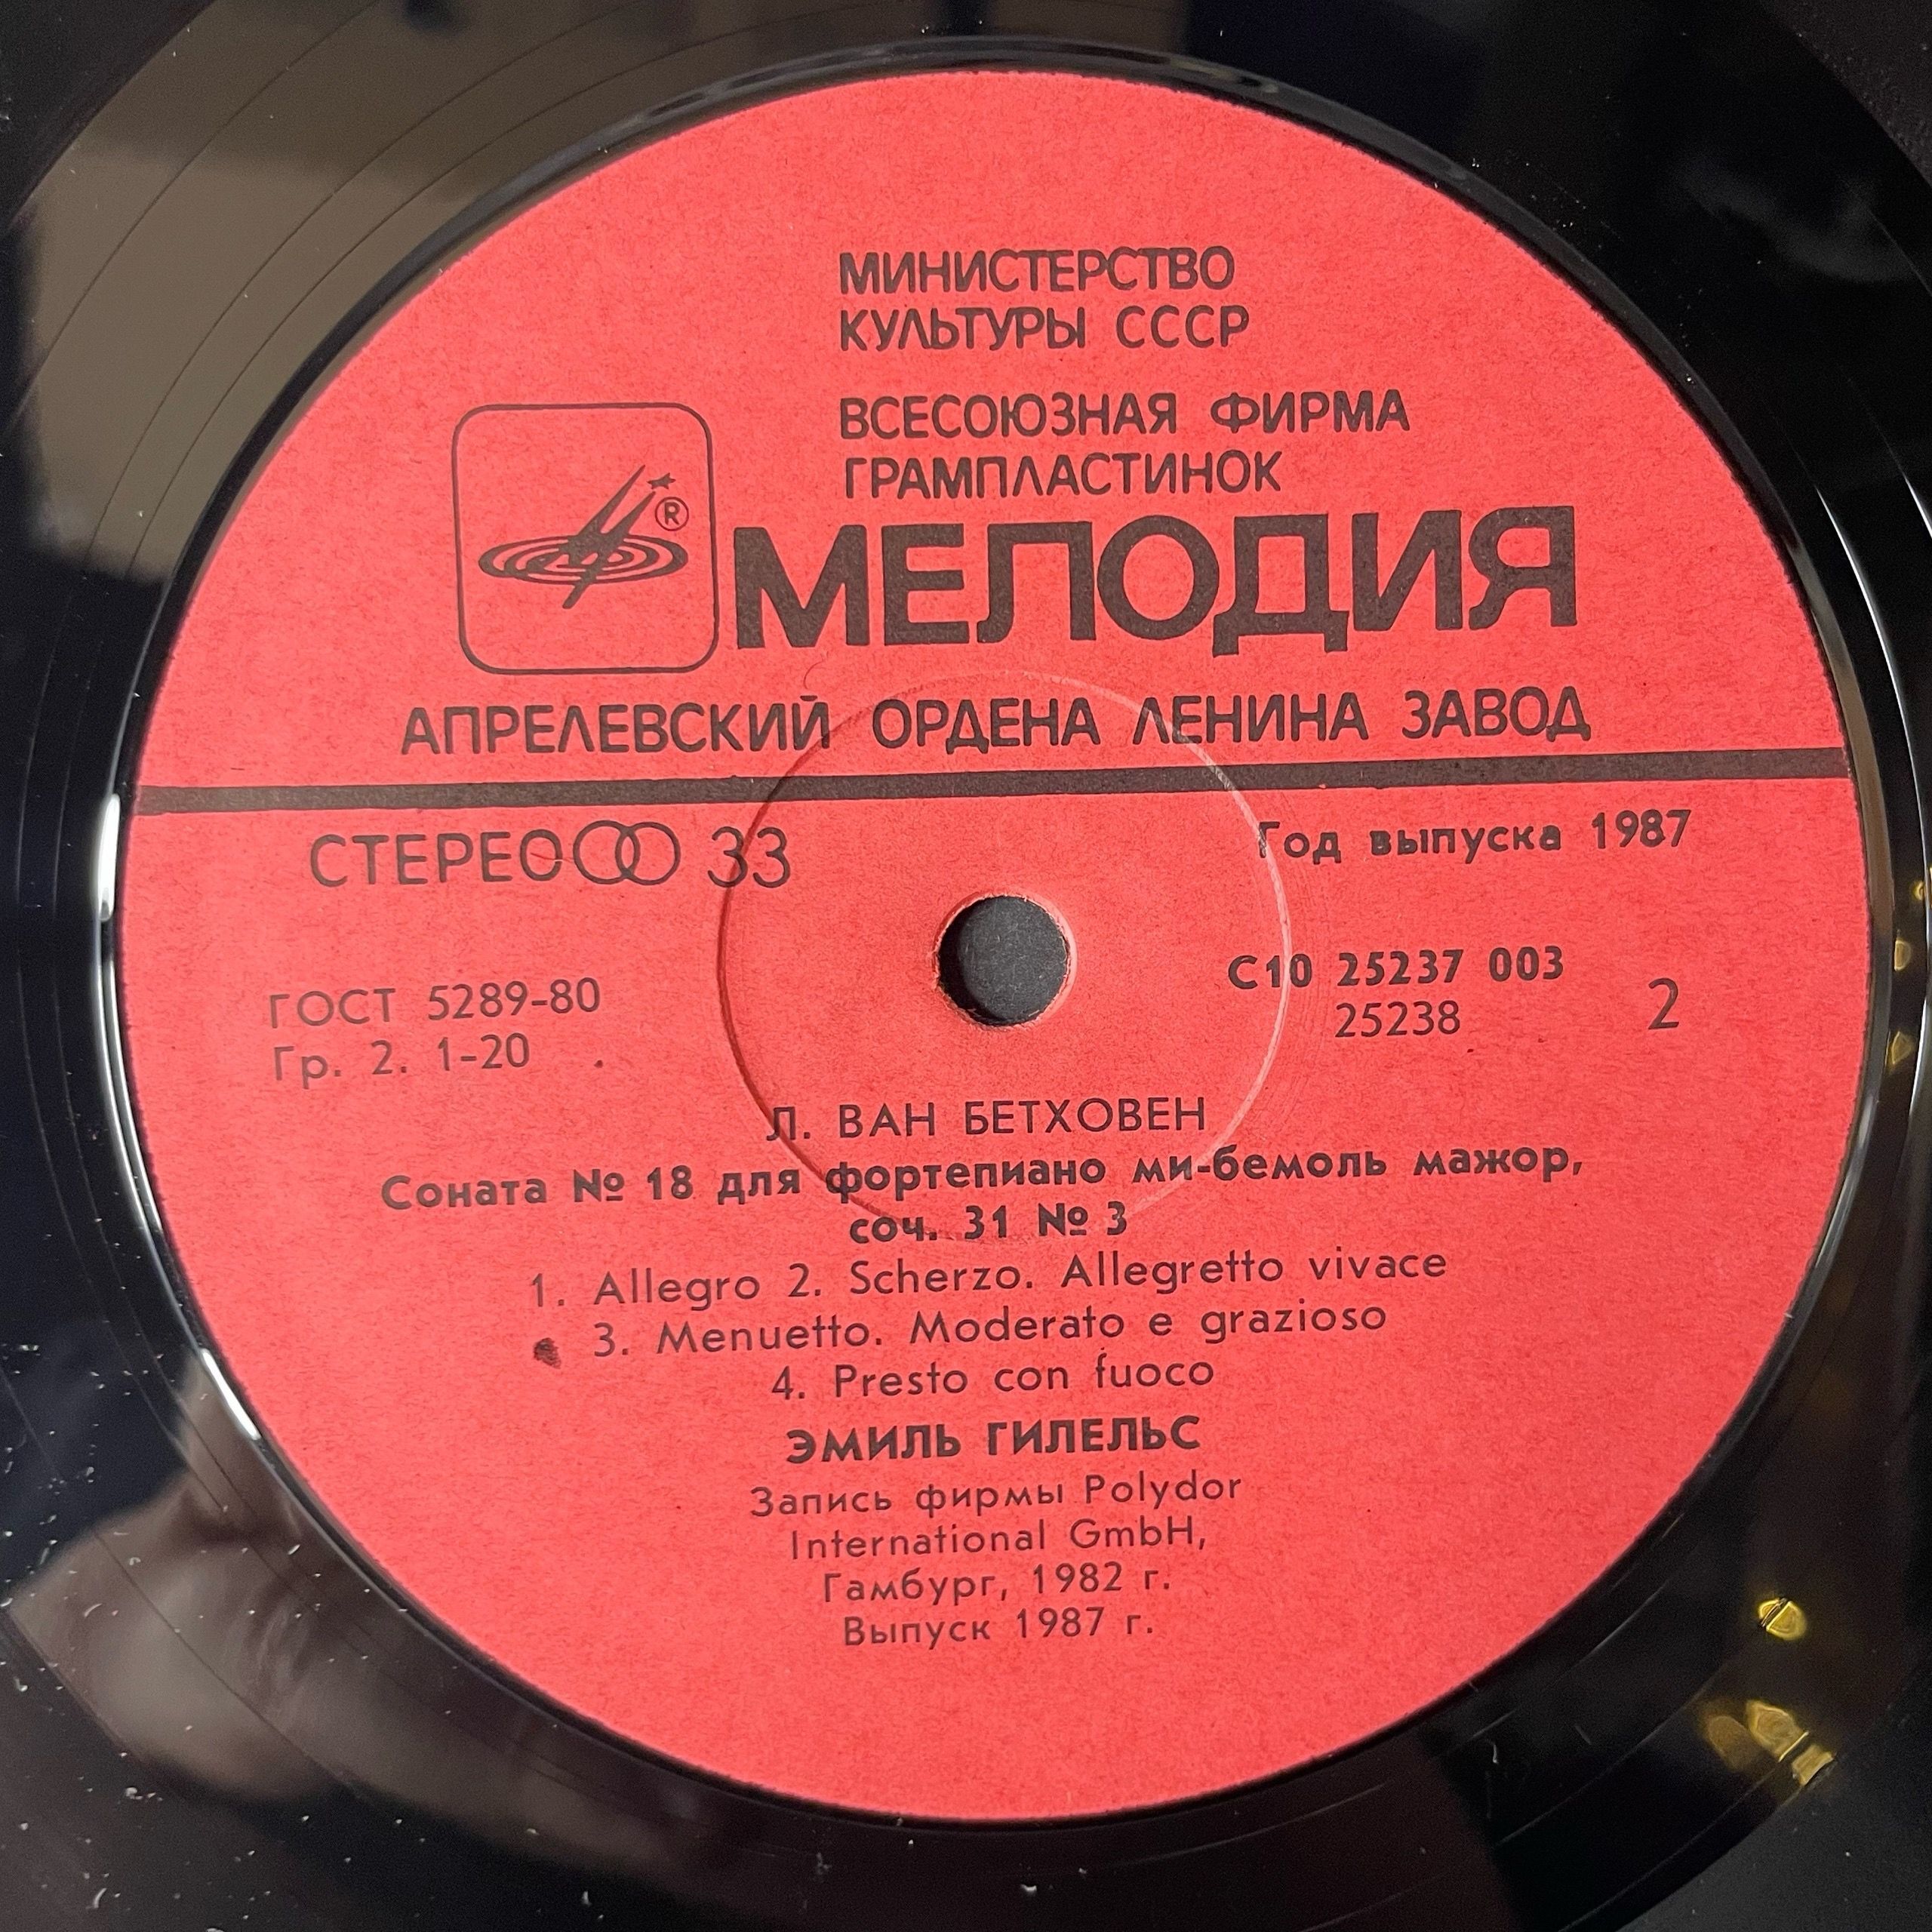 МИНИСТЕРСТВО
КУЛЬТУРЫ СССР
ВСЕСОЮЗНАЯ ФИРМА
ГРАМПЛАСТИНОК
®
МЕЛОДИЯ
АПРЕЛЕВСКИЙ ОРДЕНА ЛЕНИНА ЗАВОД
СТЕРЕО 33
Год выпуска 1987
ГОСТ 5289-80
Гр. 2. 1-20
С10 25237 003
25238
2
Л. ВАН БЕТХОВЕН
Соната № 18 для фортепиано ми-бемоль мажор,
соч. 31 № 3
1. Allegro 2. Scherzo. Allegretto vivace
3. Menuetto. Moderato e grazioso
4. Presto con fuoco
ЭМИЛЬ ГИЛЕЛЬС
Запись фирмы Polydor
International GmbH,
Гамбург, 1982 г.
Выпуск 1987 г.